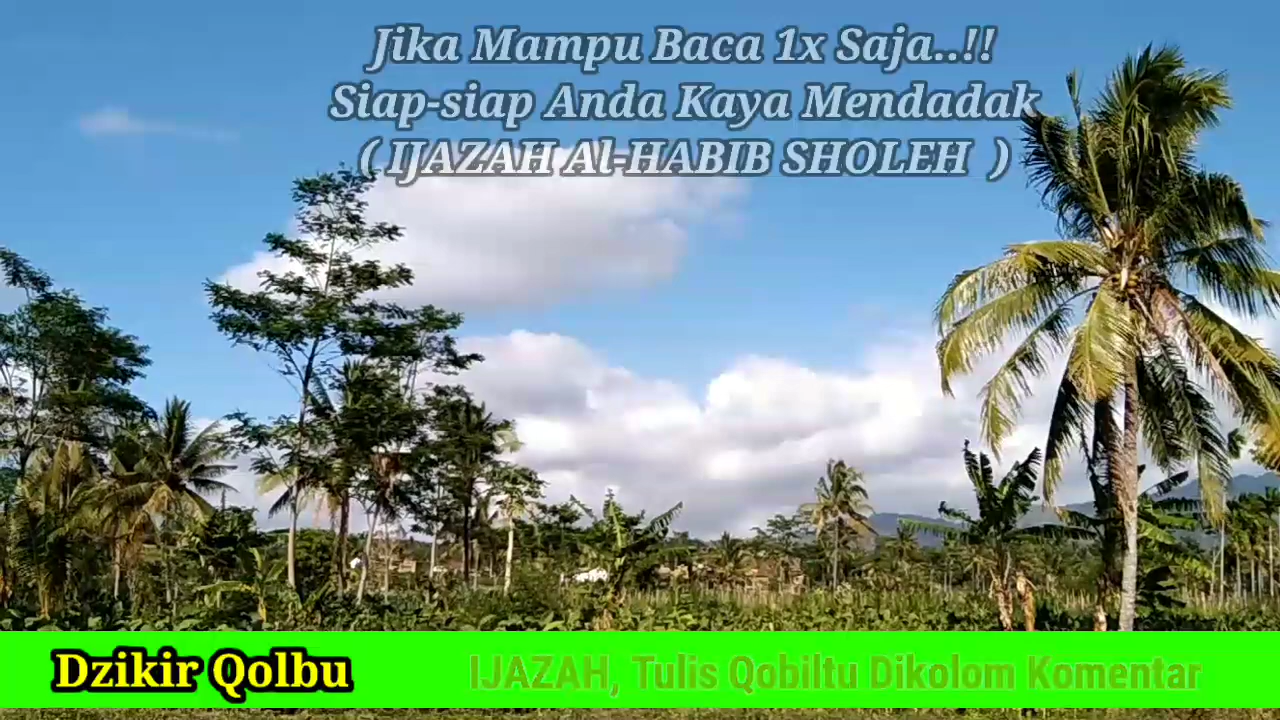 Jika Mampu Baca 1x Saja..!!
Siap-siap Anda Kaya Mendadak
( IJAZAH Al-HABIB SHOLEH )
Dzikir Qolbu
IJAZAH, Tulis Qobiltu Dikolom Komentar